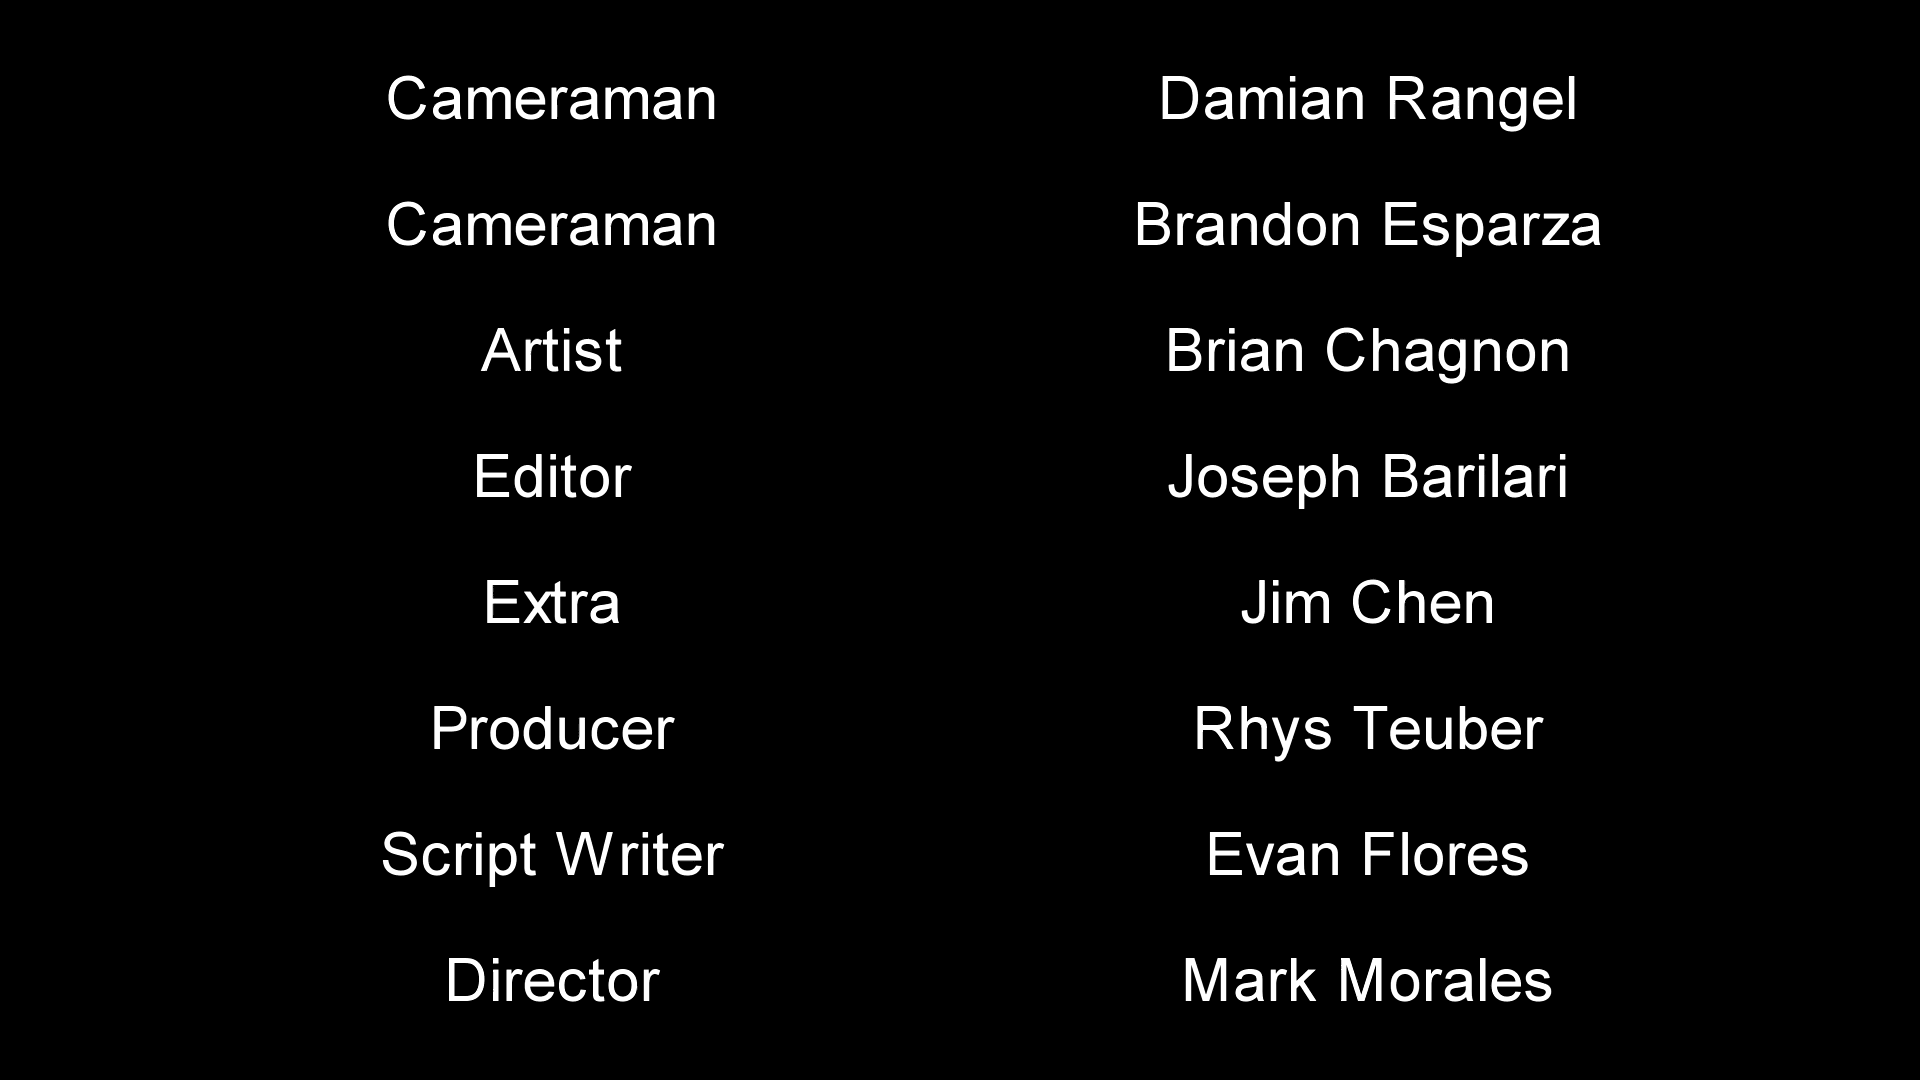 Cameraman Damian Rangel
Cameraman Brandon Esparza
Artist Brian Chagnon
Editor Joseph Barilari
Extra Jim Chen
Producer Rhys Teuber
Script Writer Evan Flores
Director Mark Morales